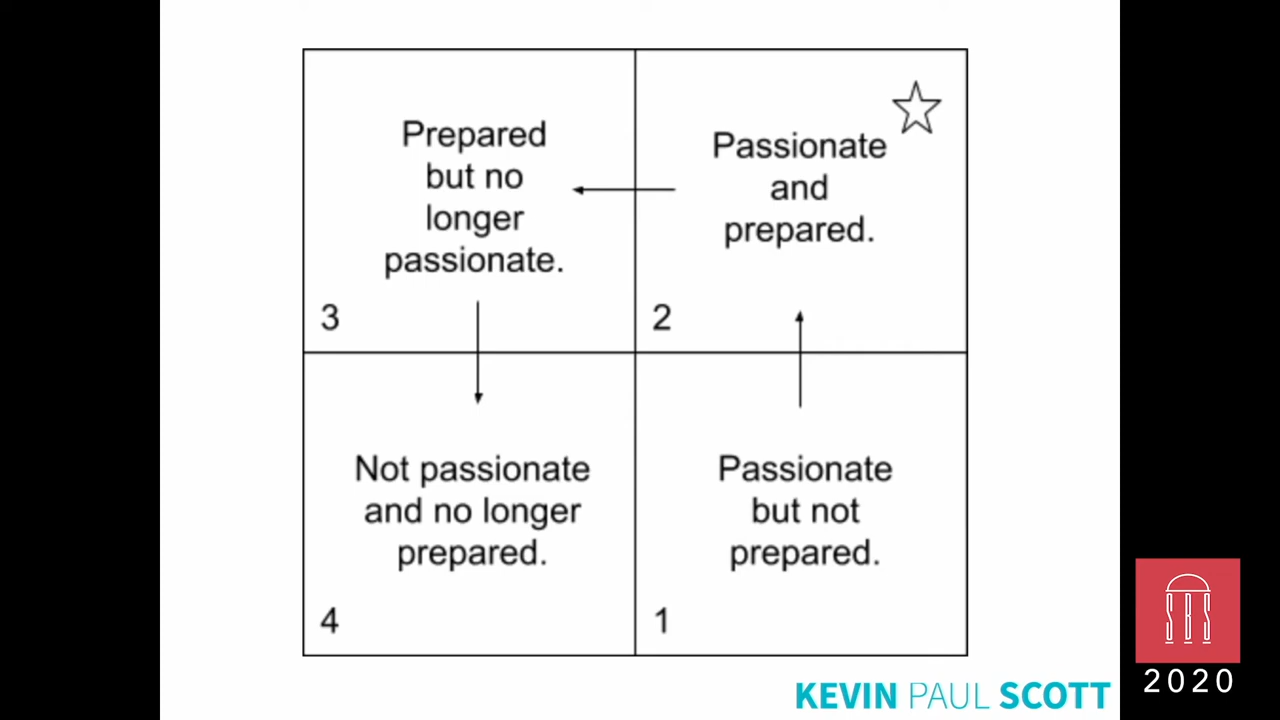 Prepared
but no
longer
passionate.
3
Passionate
and
prepared.
2
Not passionate
and no longer
prepared.
4
Passionate
but not
prepared.
1
KEVIN PAUL SCOTT
SBS
2020